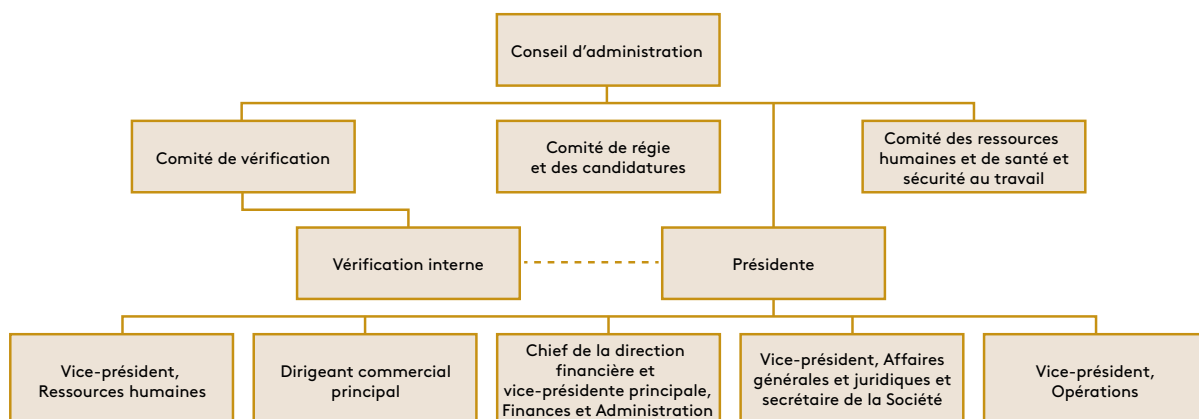 Conseil d’administration
Comité de vérification
Comité de régie
et des candidatures
Comité des ressources
humaines et de santé et
sécurité au travail
Vérification interne
Présidente
Vice-président,
Ressources humaines
Dirigeant commercial
principal
Chief de la direction
financière et
vice-présidente principale,
Finances et Administration
Vice-président, Affaires
générales et juridiques et
secrétaire de la Société
Vice-président,
Opérations